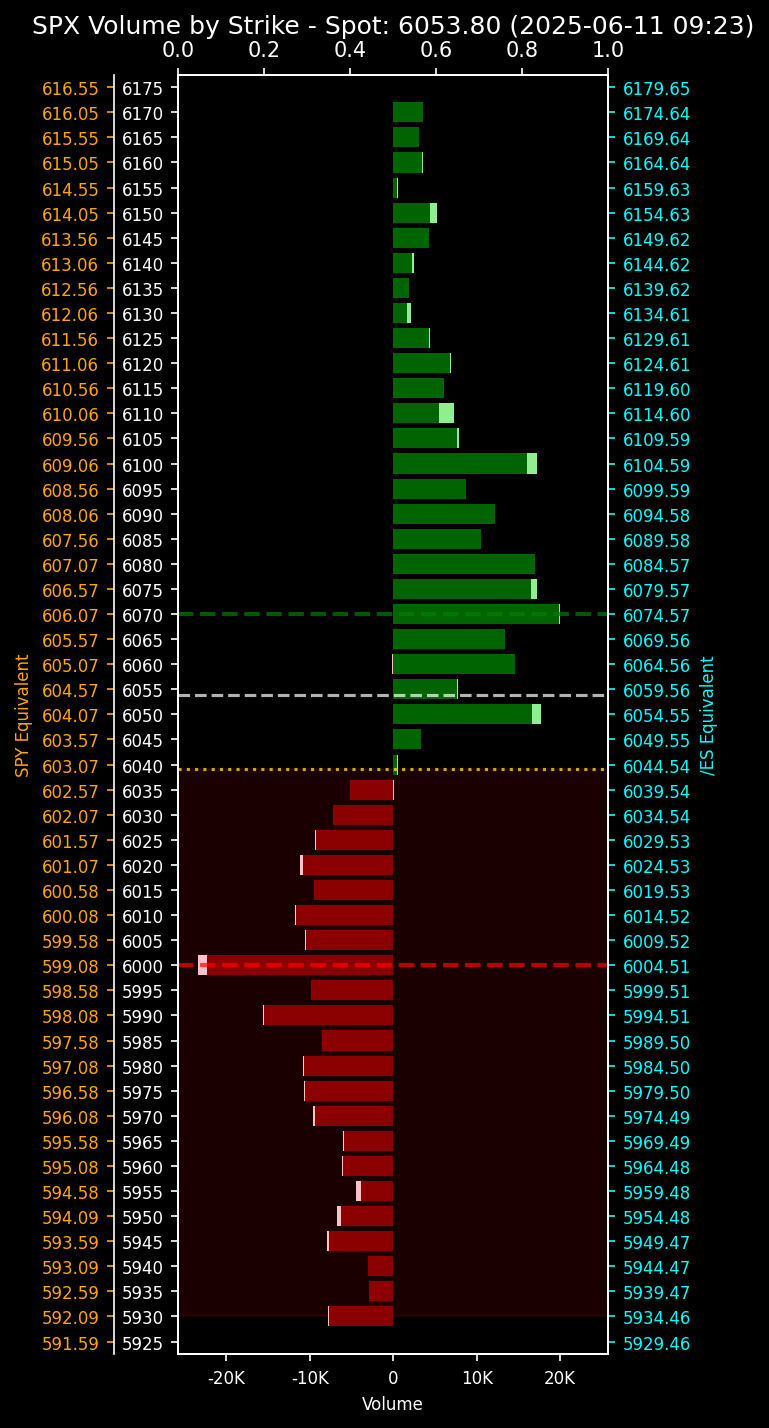 SPX Volume by Strike - Spot: 6053.80 (2025-06-11 09:23)
0.0 0.2 0.4 0.6 0.8 1.0
616.55 6175 6179.65
616.05 6170 6174.64
615.55 6165 6169.64
615.05 6160 6164.64
614.55 6155 6159.63
614.05 6150 6154.63
613.56 6145 6149.62
613.06 6140 6144.62
612.56 6135 6139.62
612.06 6130 6134.61
611.56 6125 6129.61
611.06 6120 6124.61
610.56 6115 6119.60
610.06 6110 6114.60
609.56 6105 6109.59
609.06 6100 6104.59
608.56 6095 6099.59
608.06 6090 6094.58
607.56 6085 6089.58
607.07 6080 6084.57
606.57 6075 6079.57
606.07 6070 6074.57
605.57 6065 6069.56
605.07 6060 6064.56
604.57 6055 6059.56
604.07 6050 6054.55
603.57 6045 6049.55
603.07 6040 6044.54
602.57 6035 6039.54
602.07 6030 6034.54
601.57 6025 6029.53
601.07 6020 6024.53
600.58 6015 6019.53
600.08 6010 6014.52
599.58 6005 6009.52
599.08 6000 6004.51
598.58 5995 5999.51
598.08 5990 5994.51
597.58 5985 5989.50
597.08 5980 5984.50
596.58 5975 5979.50
596.08 5970 5974.49
595.58 5965 5969.49
595.08 5960 5964.48
594.58 5955 5959.48
594.09 5950 5954.48
593.59 5945 5949.47
593.09 5940 5944.47
592.59 5935 5939.47
592.09 5930 5934.46
591.59 5925 5929.46
SPY Equivalent
/ES Equivalent
-20K -10K 0 10K 20K
Volume